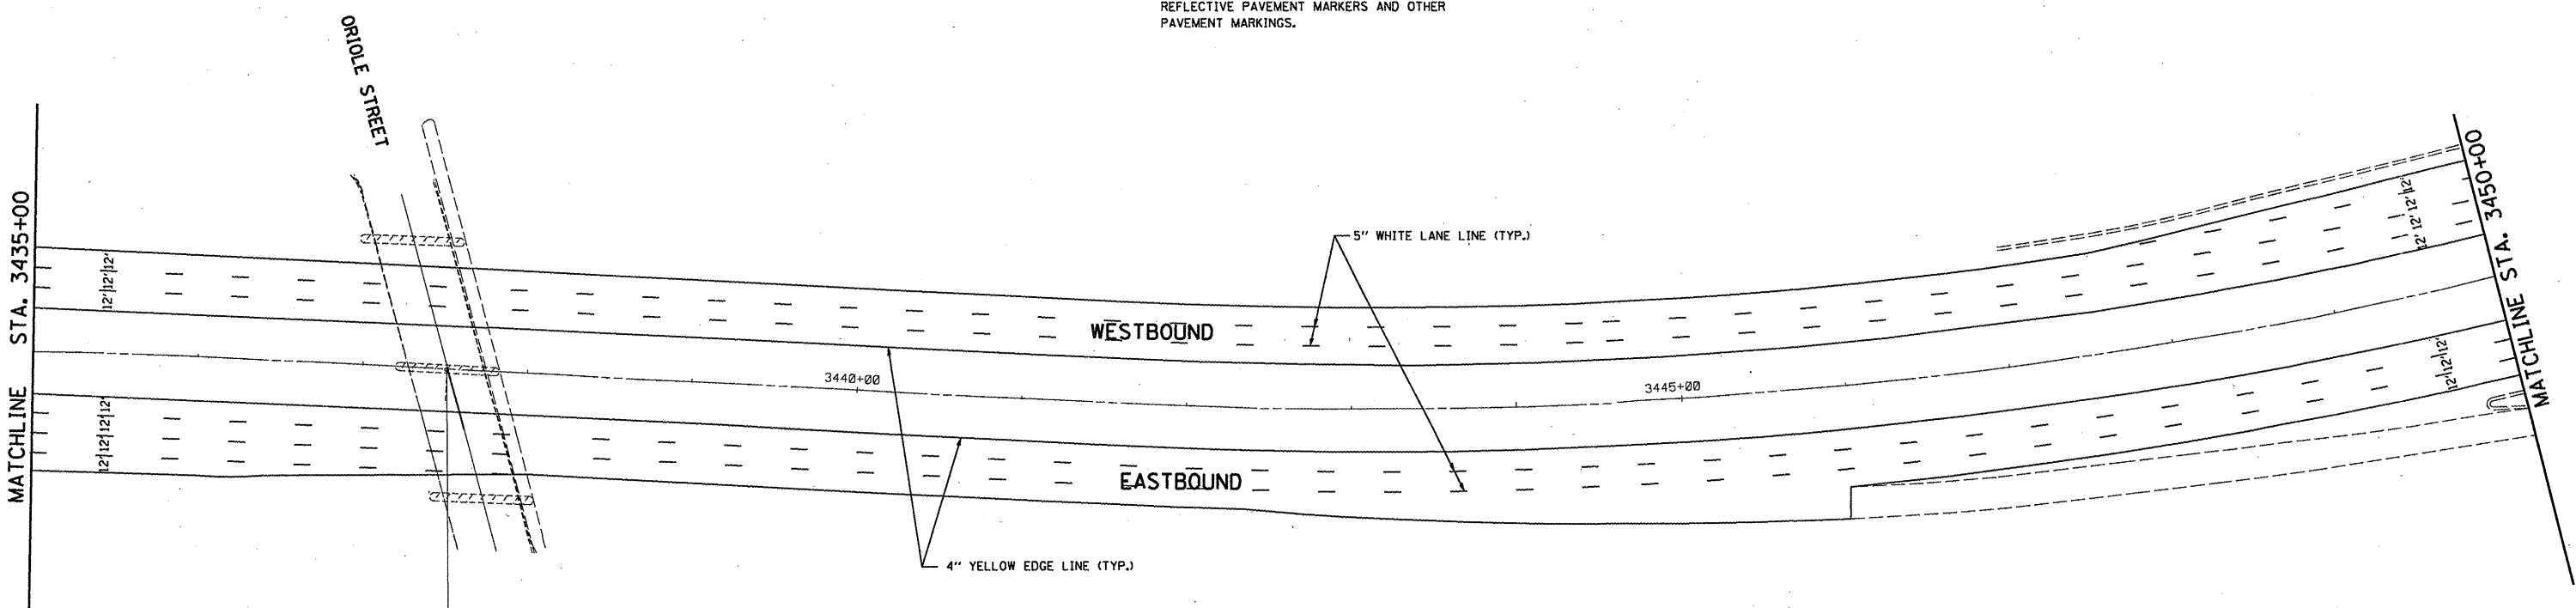 REFLECTIVE PAVEMENT MARKERS AND OTHER
PAVEMENT MARKINGS.
ORIOLE STREET
MATCHLINE STA. 3435+00
12' 12' 12'
12' 12' 12' 12'
WESTBOUND
EASTBOUND
3440+00
3445+00
5" WHITE LANE LINE (TYP.)
4" YELLOW EDGE LINE (TYP.)
12' 12' 12' 12'
12' 12' 12'
MATCHLINE STA. 3450+00